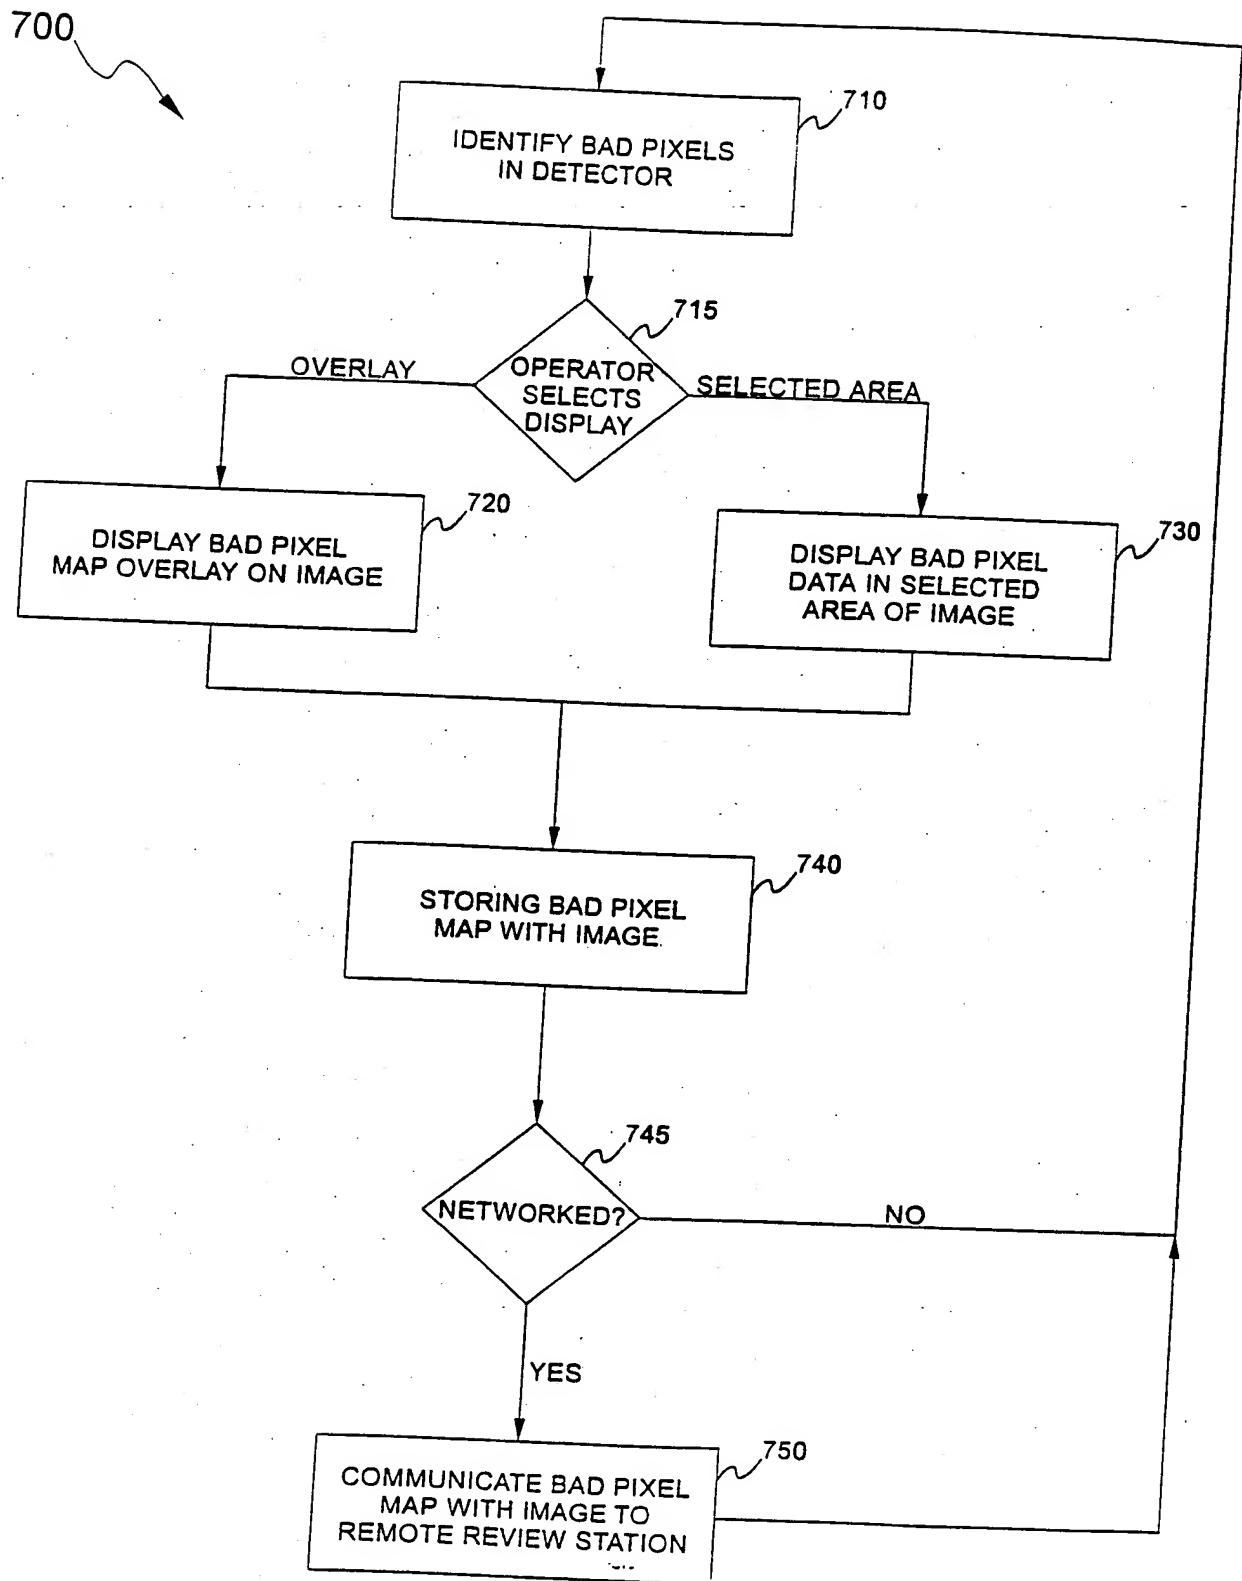 700
710
IDENTIFY BAD PIXELS
IN DETECTOR
715
OVERLAY
OPERATOR
SELECTS
DISPLAY
SELECTED AREA
720
DISPLAY BAD PIXEL
MAP OVERLAY ON IMAGE
730
DISPLAY BAD PIXEL
DATA IN SELECTED
AREA OF IMAGE
740
STORING BAD PIXEL
MAP WITH IMAGE
745
NETWORKED?
NO
YES
750
COMMUNICATE BAD PIXEL
MAP WITH IMAGE TO
REMOTE REVIEW STATION